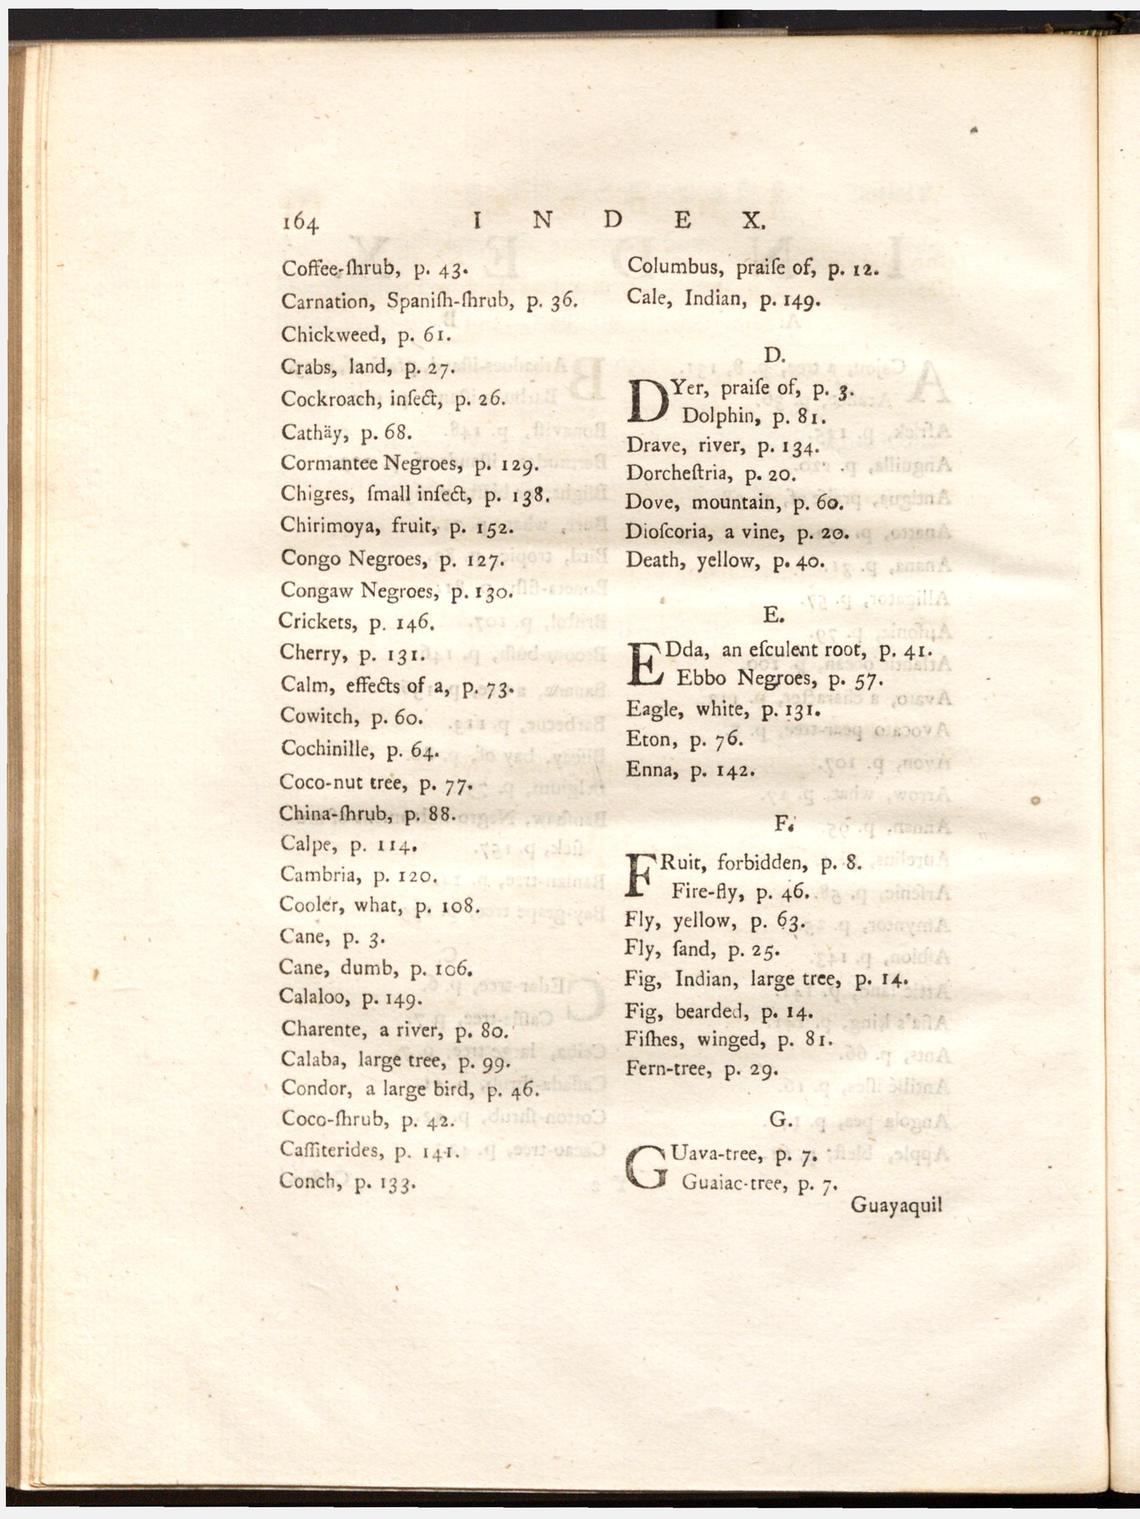 164 I N D E X.
Coffee-ſhrub, p. 43.
Carnation, Spaniſh-ſhrub, p. 36.
Chickweed, p. 61.
Crabs, land, p. 27.
Cockroach, inſect, p. 26.
Cathäy, p. 68.
Cormantee Negroes, p. 129.
Chigres, ſmall inſect, p. 138.
Chirimoya, fruit, p. 152.
Congo Negroes, p. 127.
Congaw Negroes, p. 130.
Crickets, p. 146.
Cherry, p. 131.
Calm, effects of a, p. 73.
Cowitch, p. 60.
Cochinille, p. 64.
Coco-nut tree, p. 77.
China-ſhrub, p. 88.
Calpe, p. 114.
Cambria, p. 120.
Cooler, what, p. 108.
Cane, p. 3.
Cane, dumb, p. 106.
Calaloo, p. 149.
Charente, a river, p. 80.
Calaba, large tree, p. 99.
Condor, a large bird, p. 46.
Coco-ſhrub, p. 42.
Caſſiterides, p. 141.
Conch, p. 133.
Columbus, praiſe of, p. 12.
Cale, Indian, p. 149.
D.
DYer, praiſe of, p. 3.
Dolphin, p. 81.
Drave, river, p. 134.
Dorcheſtria, p. 20.
Dove, mountain, p. 60.
Dioſcoria, a vine, p. 20.
Death, yellow, p. 40.
E.
EDda, an eſculent root, p. 41.
Ebbo Negroes, p. 57.
Eagle, white, p. 131.
Eton, p. 76.
Enna, p. 142.
F.
FRuit, forbidden, p. 8.
Fire-fly, p. 46.
Fly, yellow, p. 63.
Fly, ſand, p. 25.
Fig, Indian, large tree, p. 14.
Fig, bearded, p. 14.
Fiſhes, winged, p. 81.
Fern-tree, p. 29.
G.
GUava-tree, p. 7.
Guaiac-tree, p. 7.
Guayaquil